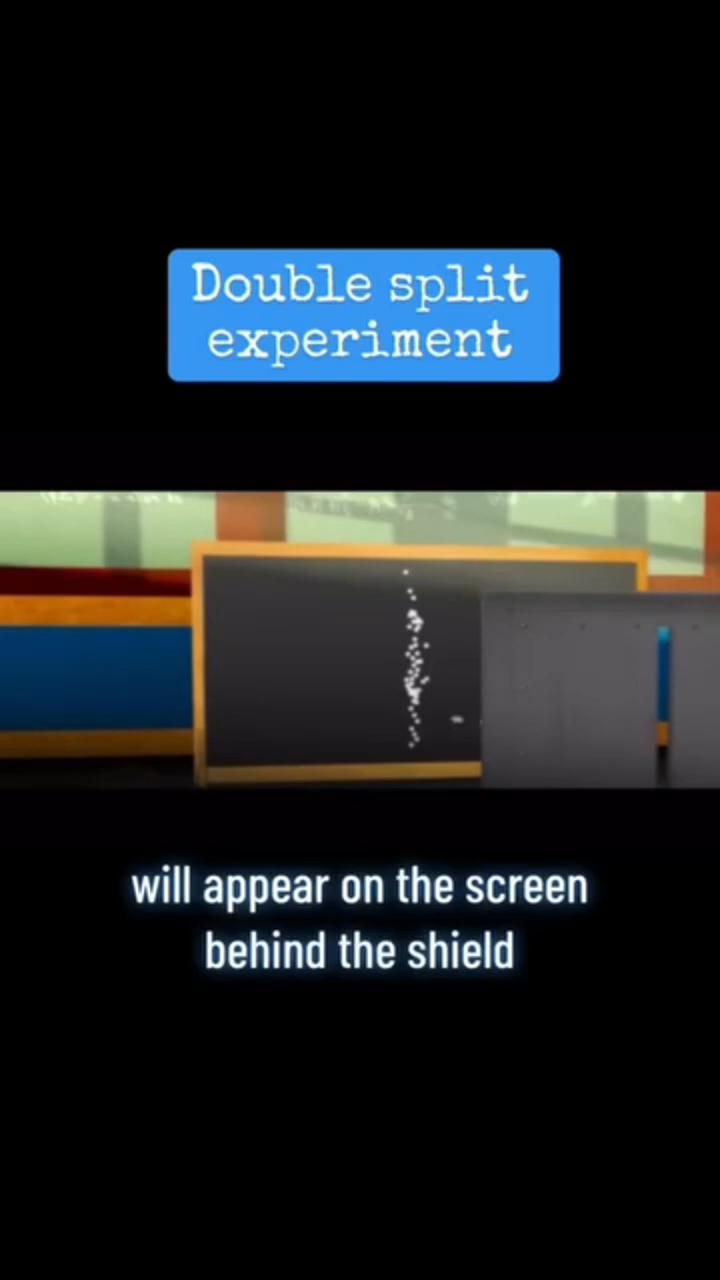 Double split
experiment
will appear on the screen
behind the shield